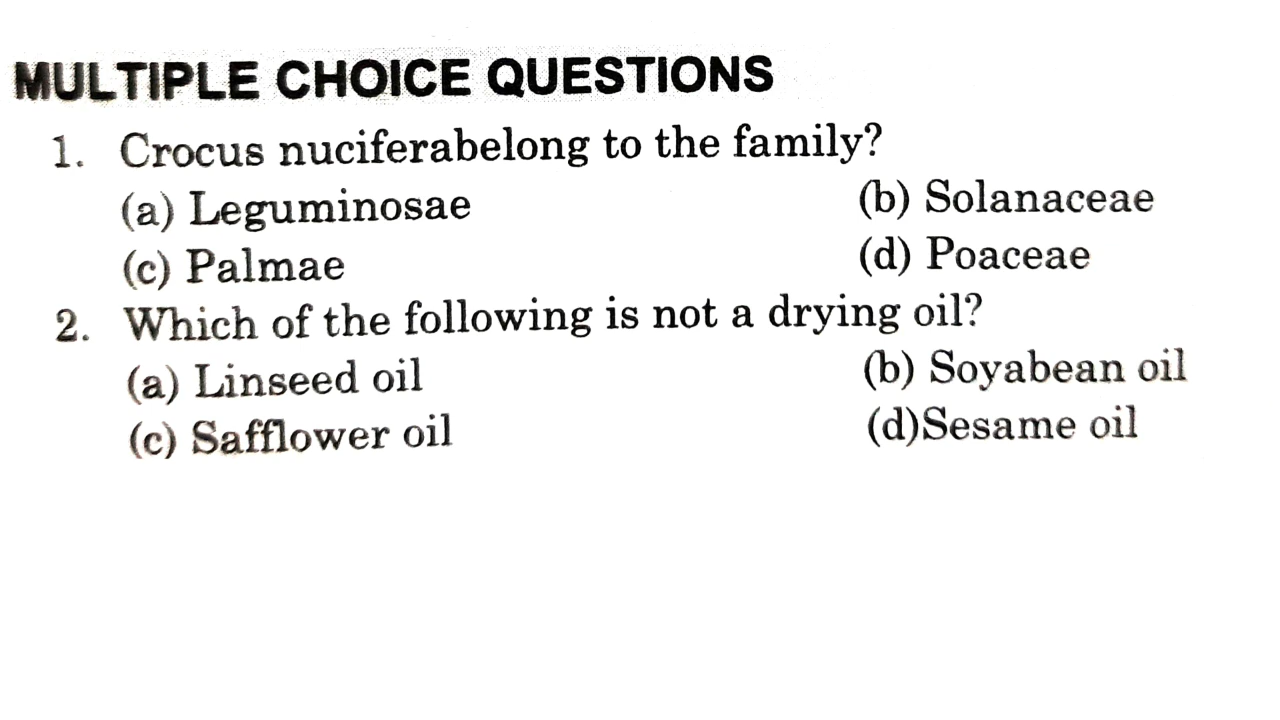 MULTIPLE CHOICE QUESTIONS
1. Crocus nuciferabelong to the family?
(a) Leguminosae (b) Solanaceae
(c) Palmae (d) Poaceae
2. Which of the following is not a drying oil?
(a) Linseed oil (b) Soyabean oil
(c) Safflower oil (d)Sesame oil